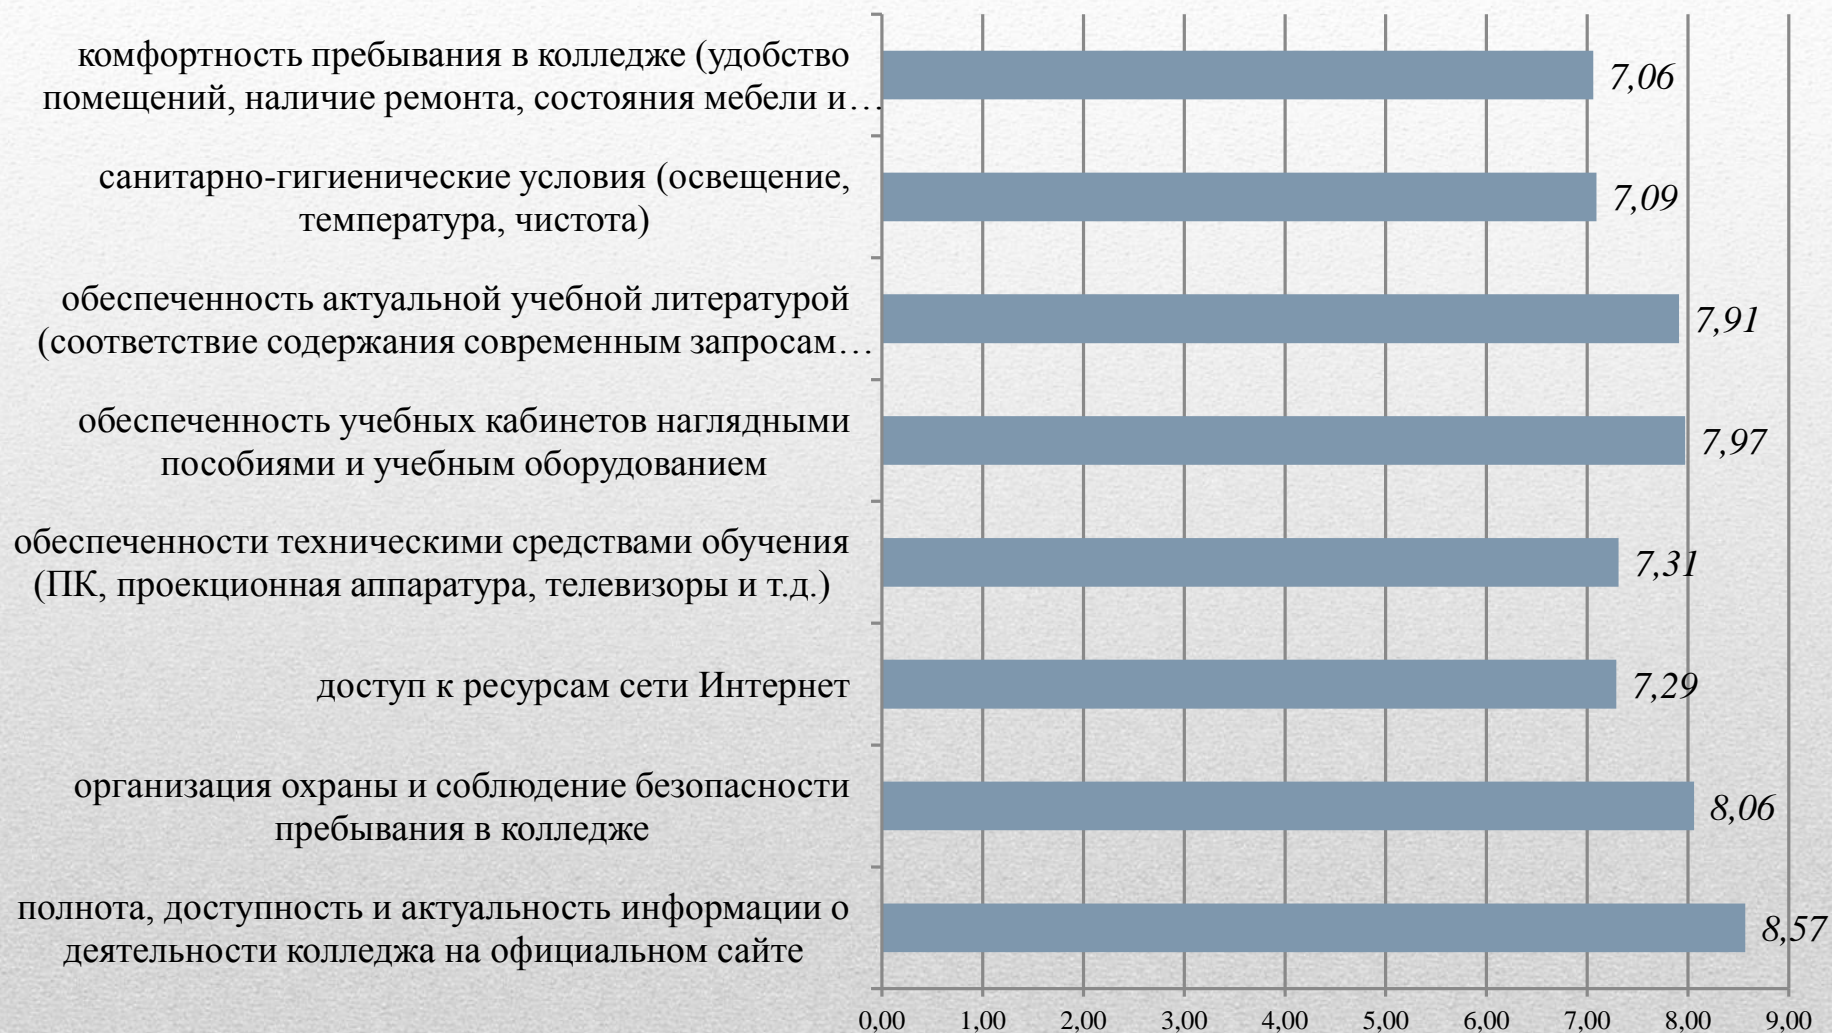 комфортность пребывания в колледже (удобство
помещений, наличие ремонта, состояния мебели и…
7,06
санитарно-гигиенические условия (освещение,
температура, чистота)
7,09
обеспеченность актуальной учебной литературой
(соответствие содержания современным запросам…
7,91
обеспеченность учебных кабинетов наглядными
пособиями и учебным оборудованием
7,97
обеспеченности техническими средствами обучения
(ПК, проекционная аппаратура, телевизоры и т.д.)
7,31
доступ к ресурсам сети Интернет
7,29
организация охраны и соблюдение безопасности
пребывания в колледже
8,06
полнота, доступность и актуальность информации о
деятельности колледжа на официальном сайте
8,57
0,00 1,00 2,00 3,00 4,00 5,00 6,00 7,00 8,00 9,00